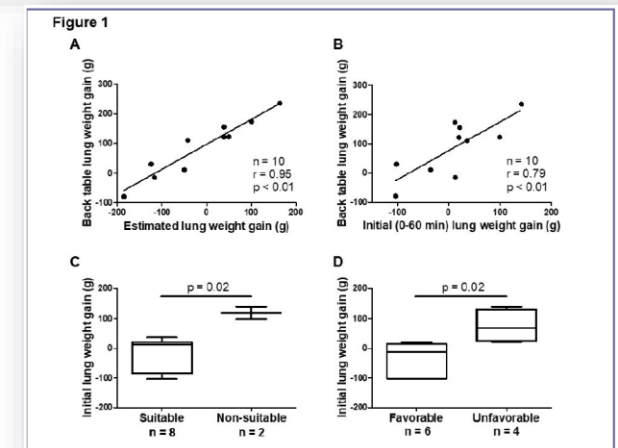 Figure 1
A
Back table lung weight gain (g)
300
200
100
0
-100
-200 -100 0 100 200
Estimated lung weight gain (g)
n = 10
r = 0.95
p < 0.01
B
Back table lung weight gain (g)
300
200
100
0
-100
-100 0 100 200
Initial (0-60 min) lung weight gain (g)
n = 10
r = 0.79
p < 0.01
C
Initial lung weight gain (g)
200
100
0
-100
-200
p = 0.02
Suitable Non-suitable
n = 8 n = 2
D
Initial lung weight gain (g)
200
100
0
-100
-200
p = 0.02
Favorable Unfavorable
n = 6 n = 4